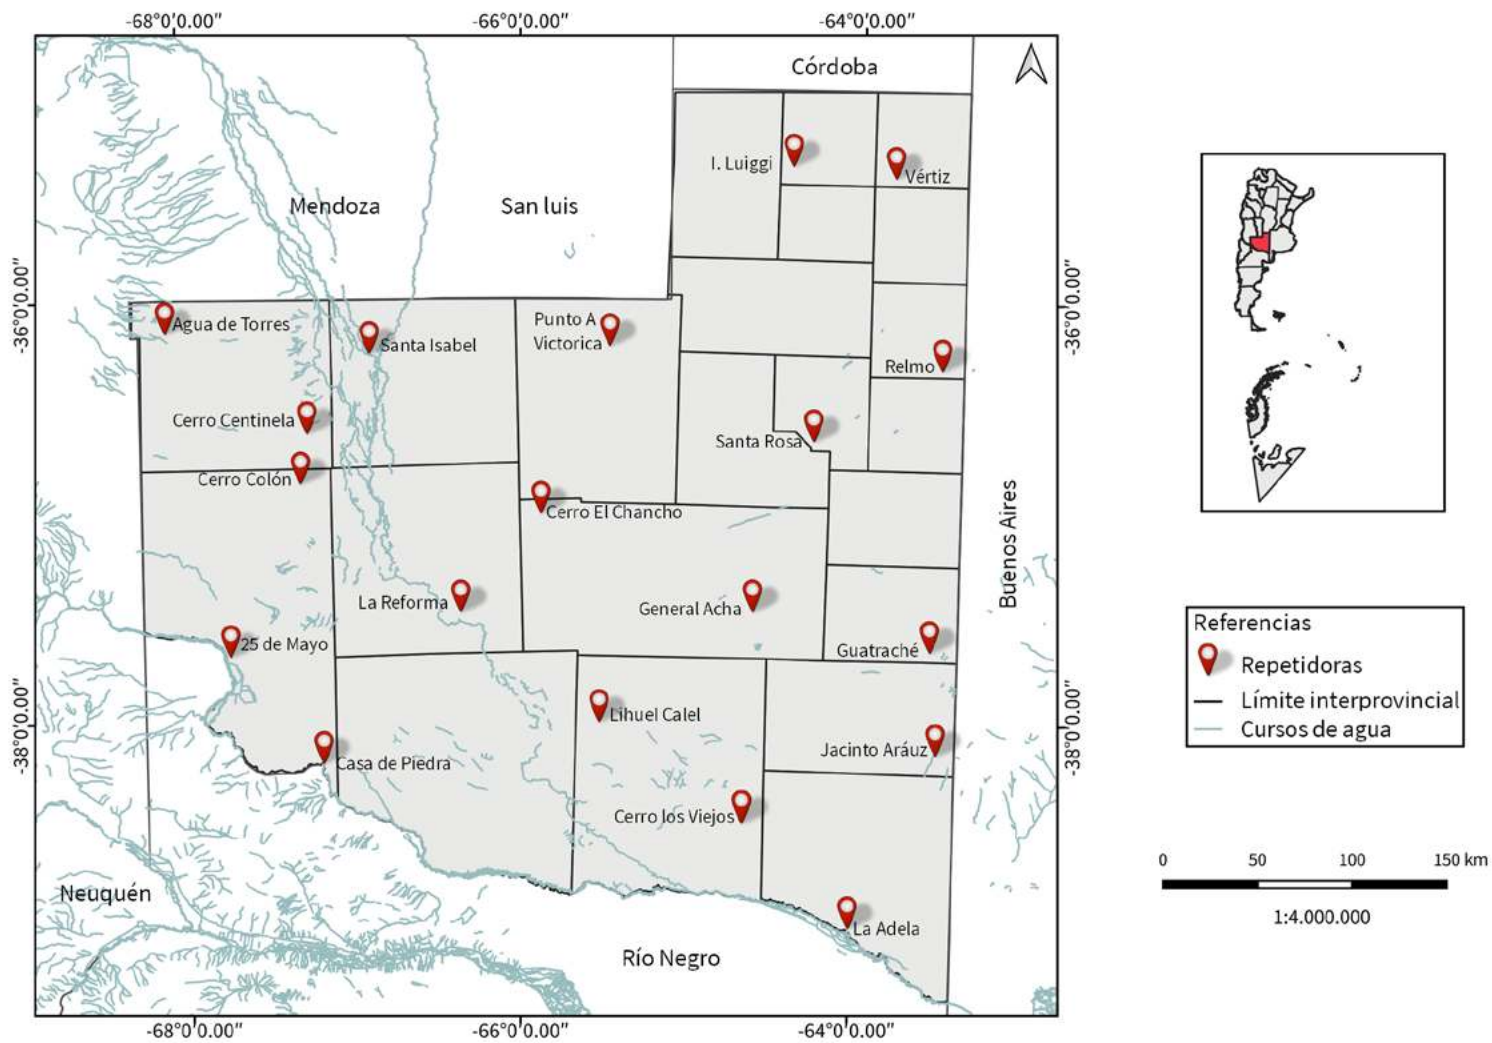 -68°0′0.00″
-66°0′0.00″
-64°0′0.00″
Córdoba
I. Luiggi
Vértiz
Mendoza
San luis
-36°0′0.00″
-36°0′0.00″
Agua de Torres
Santa Isabel
Punto A
Victorica
Relmo
Cerro Centinela
Santa Rosa
Cerro Colón
Cerro El Chancho
Buenos Aires
La Reforma
General Acha
25 de Mayo
Guatraché
Lihuel Calel
-38°0′0.00″
-38°0′0.00″
Jacinto Aráuz
Casa de Piedra
Cerro los Viejos
Neuquén
La Adela
Río Negro
-68°0′0.00″
-66°0′0.00″
-64°0′0.00″
Referencias
Repetidoras
Límite interprovincial
Cursos de agua
0 50 100 150 km
1:4.000.000